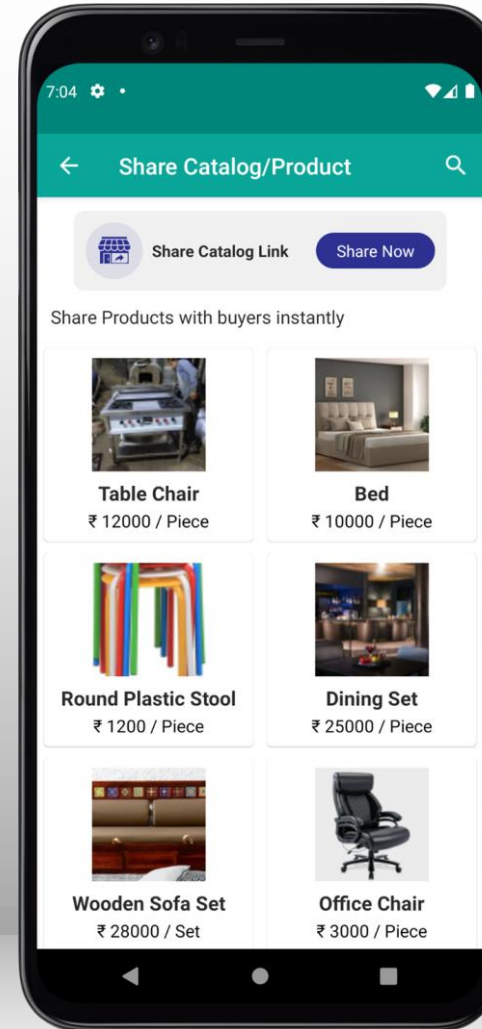 7:04
Share Catalog/Product
Share Catalog Link
Share Now
Share Products with buyers instantly
Table Chair
₹ 12000 / Piece
Bed
₹ 10000 / Piece
Round Plastic Stool
₹ 1200 / Piece
Dining Set
₹ 25000 / Piece
Wooden Sofa Set
₹ 28000 / Set
Office Chair
₹ 3000 / Piece